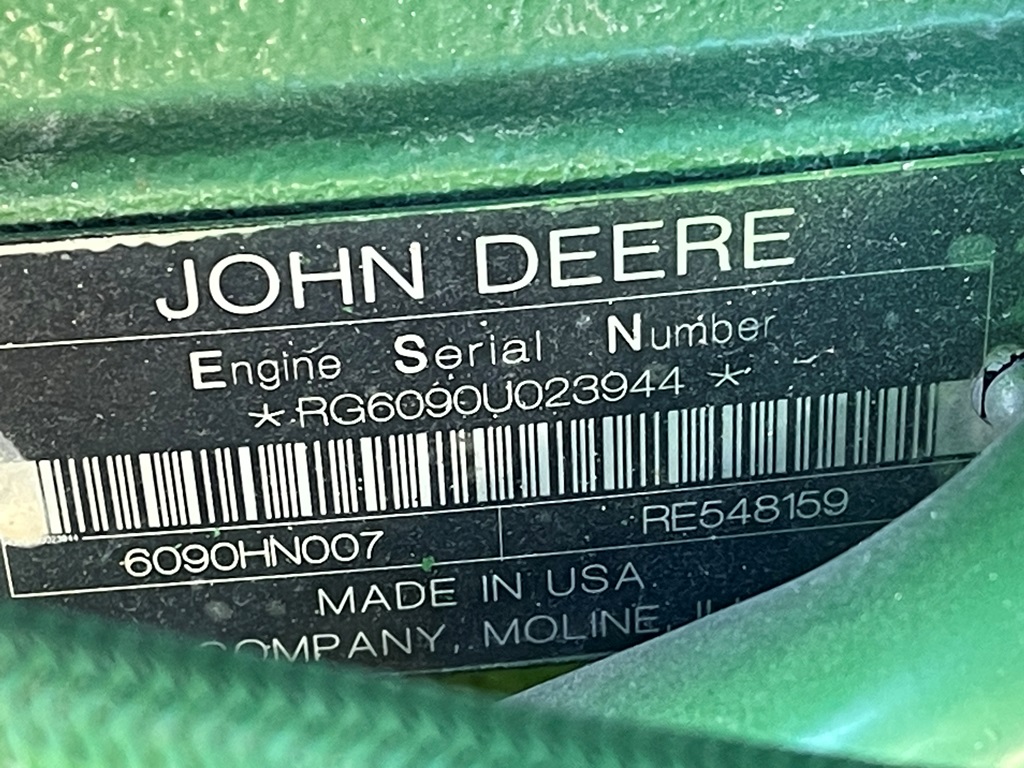 JOHN DEERE
Engine Serial Number
*RG6090U023944*
6090HN007 RE548159
MADE IN USA
COMPANY, MOLINE,